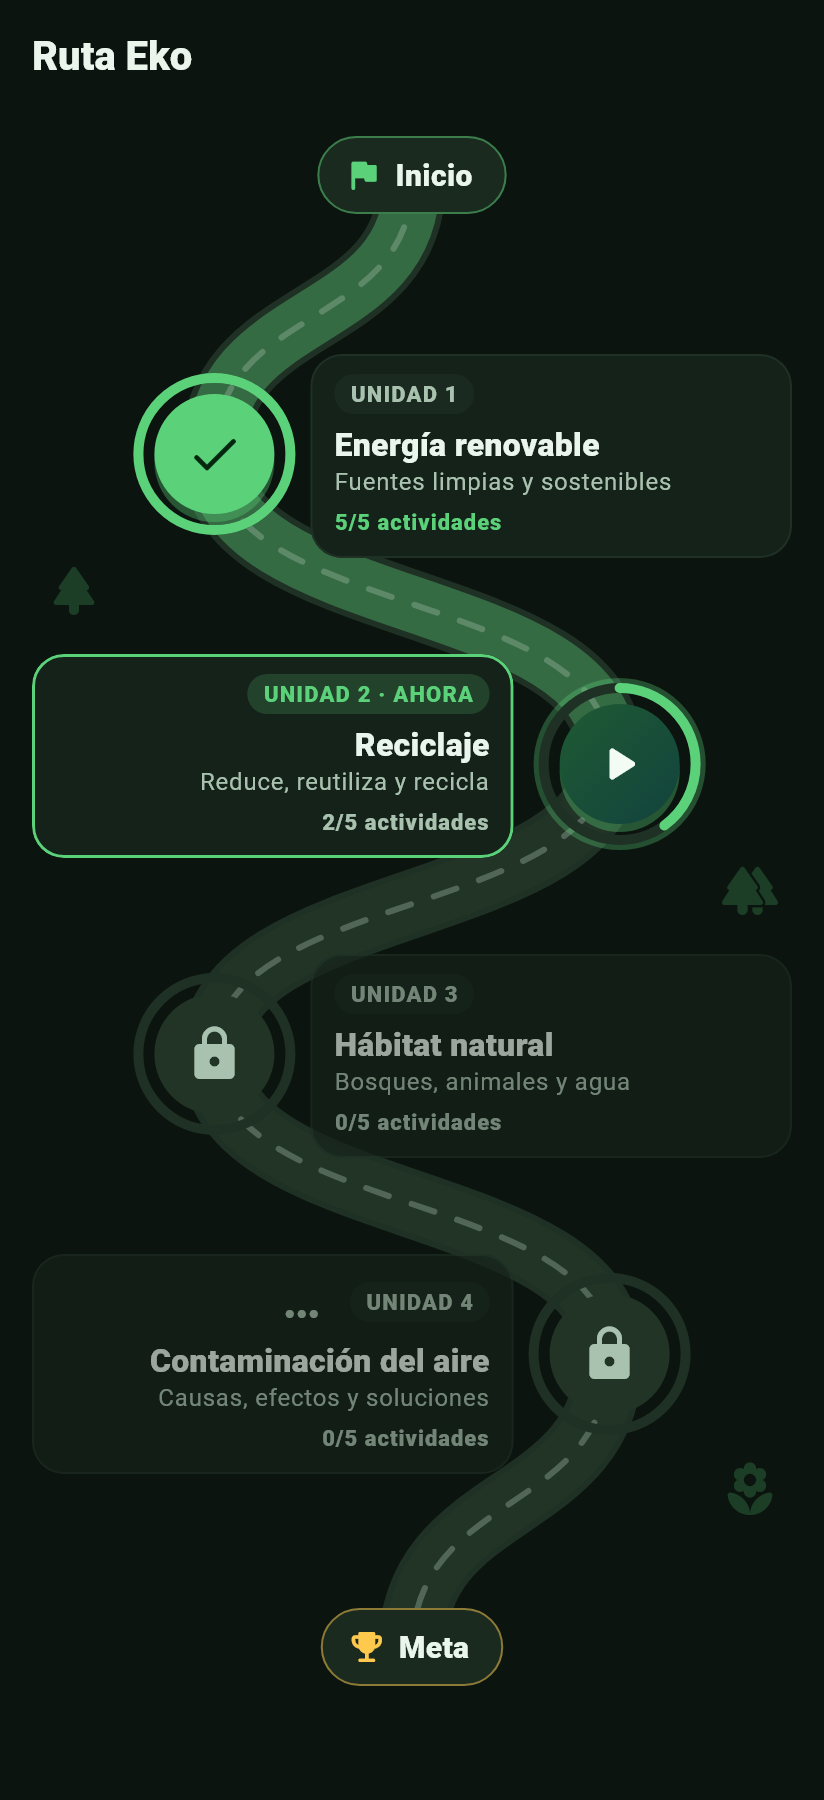 Ruta Eko
Inicio
UNIDAD 1
Energía renovable
Fuentes limpias y sostenibles
5/5 actividades
UNIDAD 2 · AHORA
Reciclaje
Reduce, reutiliza y recicla
2/5 actividades
UNIDAD 3
Hábitat natural
Bosques, animales y agua
0/5 actividades
... UNIDAD 4
Contaminación del aire
Causas, efectos y soluciones
0/5 actividades
Meta